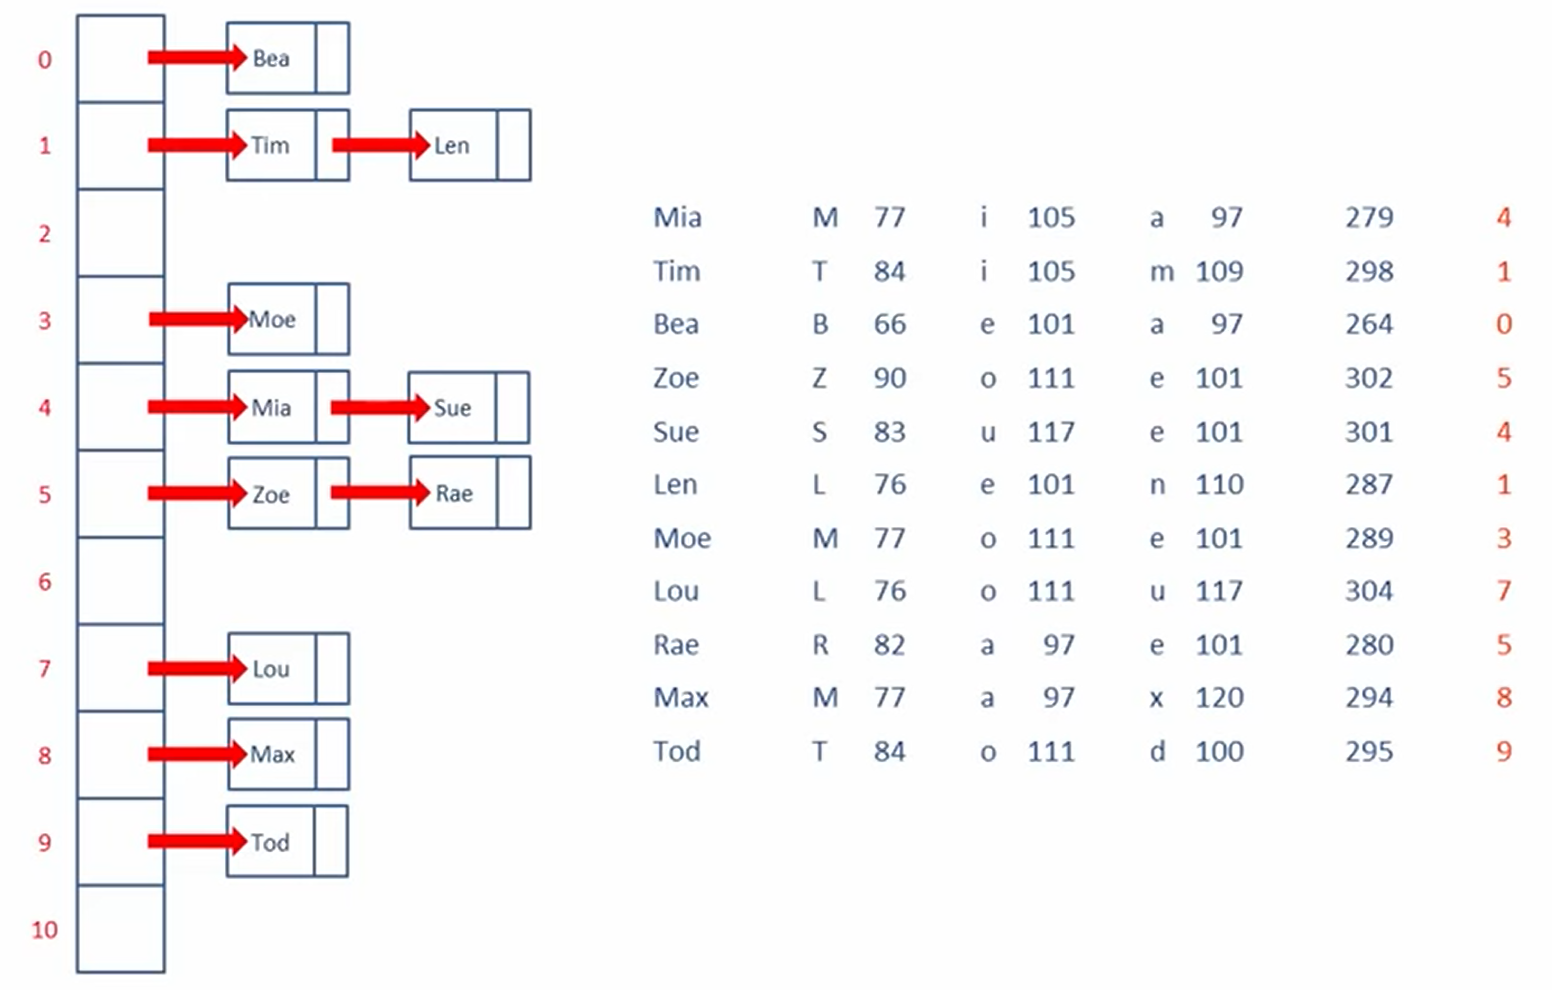 0 Bea
1 Tim Len
2
3 Moe
4 Mia Sue
5 Zoe Rae
6
7 Lou
8 Max
9 Tod
10
Mia M 77 i 105 a 97 279 4
Tim T 84 i 105 m 109 298 1
Bea B 66 e 101 a 97 264 0
Zoe Z 90 o 111 e 101 302 5
Sue S 83 u 117 e 101 301 4
Len L 76 e 101 n 110 287 1
Moe M 77 o 111 e 101 289 3
Lou L 76 o 111 u 117 304 7
Rae R 82 a 97 e 101 280 5
Max M 77 a 97 x 120 294 8
Tod T 84 o 111 d 100 295 9